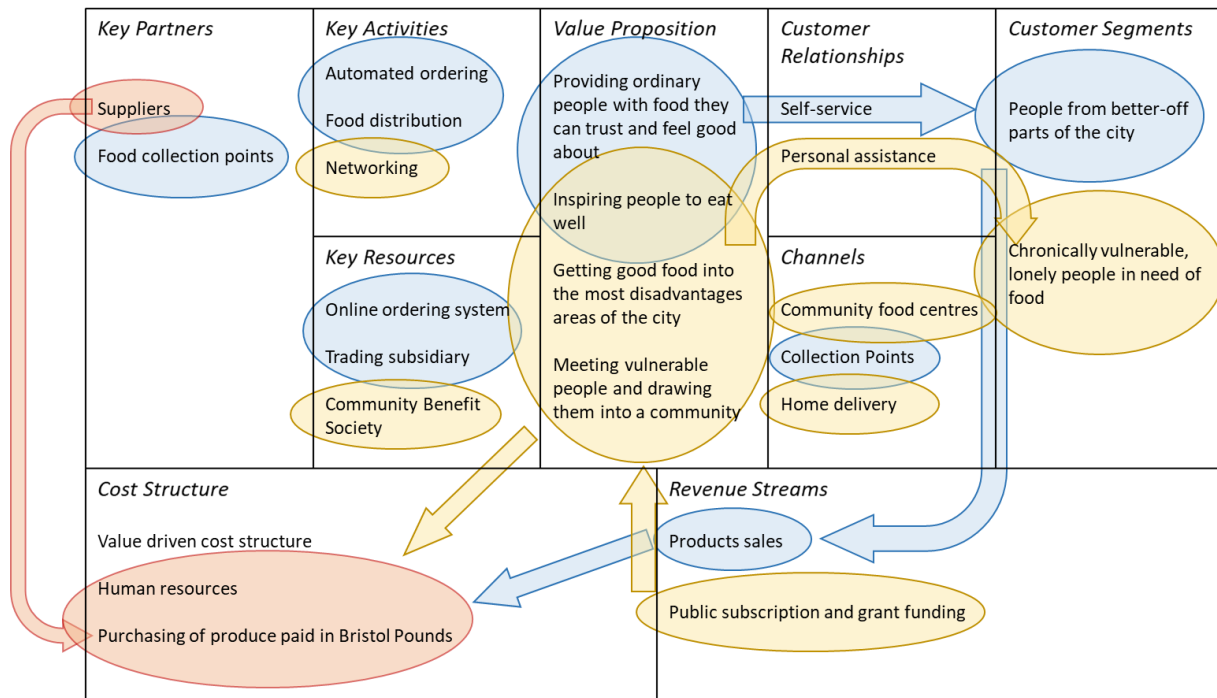 Key Partners
Suppliers
Food collection points
Key Activities
Automated ordering
Food distribution
Networking
Key Resources
Online ordering system
Trading subsidiary
Community Benefit
Society
Value Proposition
Providing ordinary
people with food they
can trust and feel good
about
Inspiring people to eat
well
Getting good food into
the most disadvantages
areas of the city
Meeting vulnerable
people and drawing
them into a community
Customer
Relationships
Self-service
Personal assistance
Channels
Community food centres
Collection Points
Home delivery
Customer Segments
People from better-off
parts of the city
Chronically vulnerable,
lonely people in need of
food
Cost Structure
Value driven cost structure
Human resources
Purchasing of produce paid in Bristol Pounds
Revenue Streams
Products sales
Public subscription and grant funding